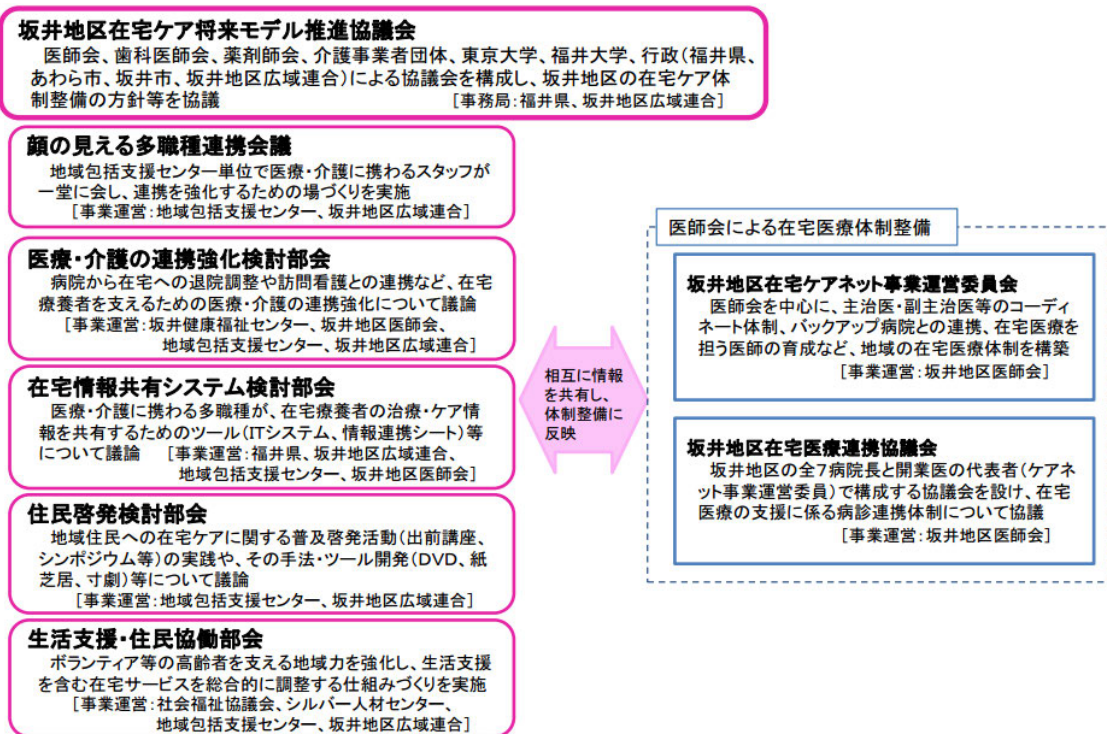 坂井地区在宅ケア将来モデル推進協議会
医師会、歯科医師会、薬剤師会、介護事業者団体、東京大学、福井大学、行政(福井県、
あわら市、坂井市、坂井地区広域連合)による協議会を構成し、坂井地区の在宅ケア体
制整備の方針等を協議 [事務局:福井県、坂井地区広域連合]
顔の見える多職種連携会議
地域包括支援センター単位で医療・介護に携わるスタッフが
一堂に会し、連携を強化するための場づくりを実施
[事業運営:地域包括支援センター、坂井地区広域連合]
医療・介護の連携強化検討部会
病院から在宅への退院調整や訪問看護との連携など、在宅
療養者を支えるための医療・介護の連携強化について議論
[事業運営:坂井健康福祉センター、坂井地区医師会、
地域包括支援センター、坂井地区広域連合]
在宅情報共有システム検討部会
医療・介護に携わる多職種が、在宅療養者の治療・ケア情
報を共有するためのツール(ITシステム、情報連携シート)等
について議論 [事業運営:福井県、坂井地区広域連合、
地域包括支援センター、坂井地区医師会]
住民啓発検討部会
地域住民への在宅ケアに関する普及啓発活動(出前講座、
シンポジウム等)の実践や、その手法・ツール開発(DVD、紙
芝居、寸劇)等について議論
[事業運営:地域包括支援センター、坂井地区広域連合]
生活支援・住民協働部会
ボランティア等の高齢者を支える地域力を強化し、生活支援
を含む在宅サービスを総合的に調整する仕組みづくりを実施
[事業運営:社会福祉協議会、シルバー人材センター、
地域包括支援センター、坂井地区広域連合]
相互に情報
を共有し、
体制整備に
反映
医師会による在宅医療体制整備
坂井地区在宅ケアネット事業運営委員会
医師会を中心に、主治医・副主治医等のコーディ
ネート体制、バックアップ病院との連携、在宅医療を
担う医師の育成など、地域の在宅医療体制を構築
[事業運営:坂井地区医師会]
坂井地区在宅医療連携協議会
坂井地区の全7病院長と開業医の代表者(ケアネ
ット事業運営委員)で構成する協議会を設け、在宅
医療の支援に係る病診連携体制について協議
[事業運営:坂井地区医師会]